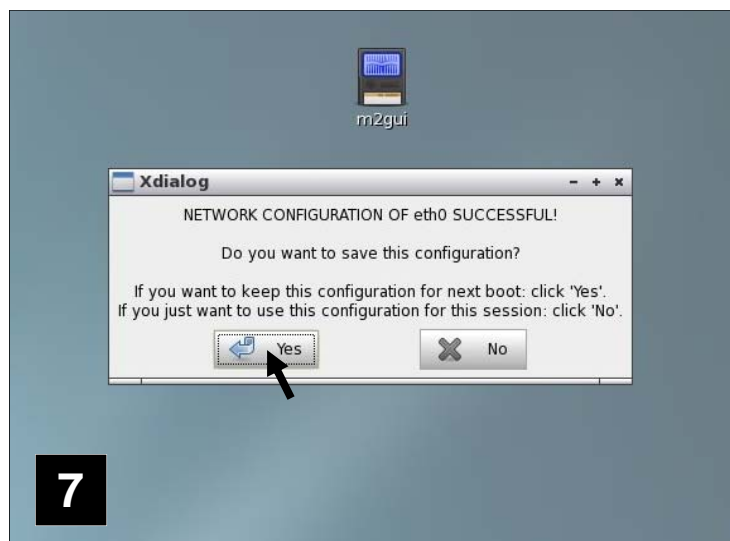 m2gui
Xdialog
NETWORK CONFIGURATION OF eth0 SUCCESSFUL!
Do you want to save this configuration?
If you want to keep this configuration for next boot: click 'Yes'.
If you just want to use this configuration for this session: click 'No'.
Yes No
7